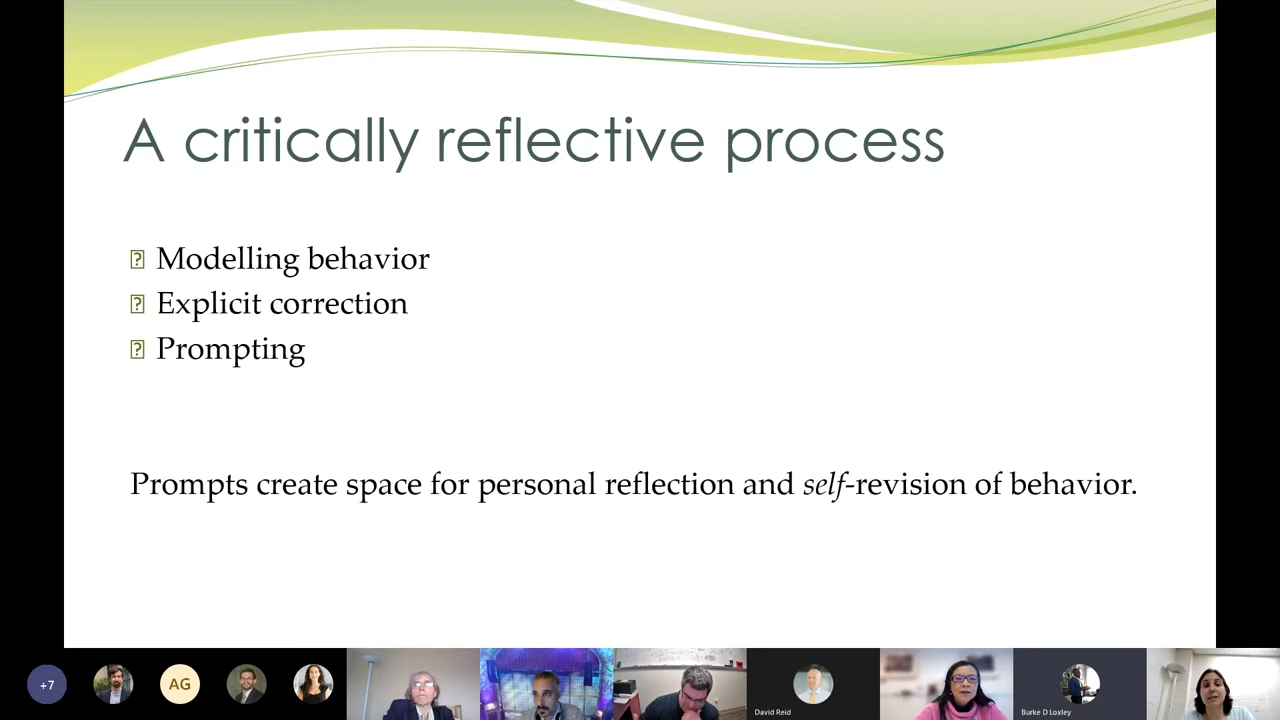 A critically reflective process
Modelling behavior
Explicit correction
Prompting
Prompts create space for personal reflection and self-revision of behavior.
+7
AG
David Reid
Burke D Loxley